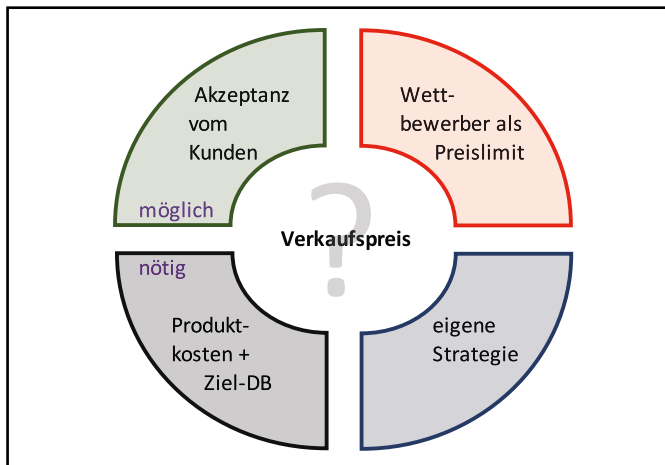 Akzeptanz
vom
Kunden
möglich
Wett-
bewerber als
Preislimit
?
Verkaufspreis
nötig
Produkt-
kosten +
Ziel-DB
eigene
Strategie